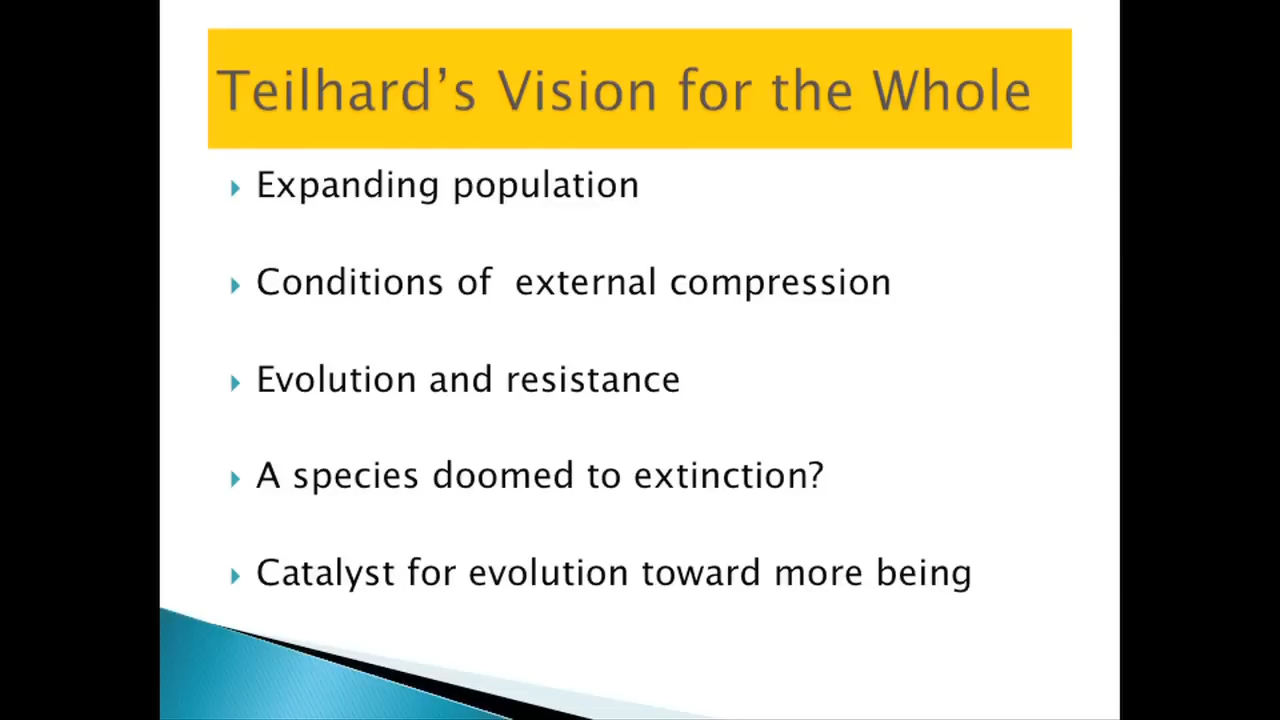 Teilhard’s Vision for the Whole
Expanding population
Conditions of  external compression
Evolution and resistance
A species doomed to extinction?
Catalyst for evolution toward more being